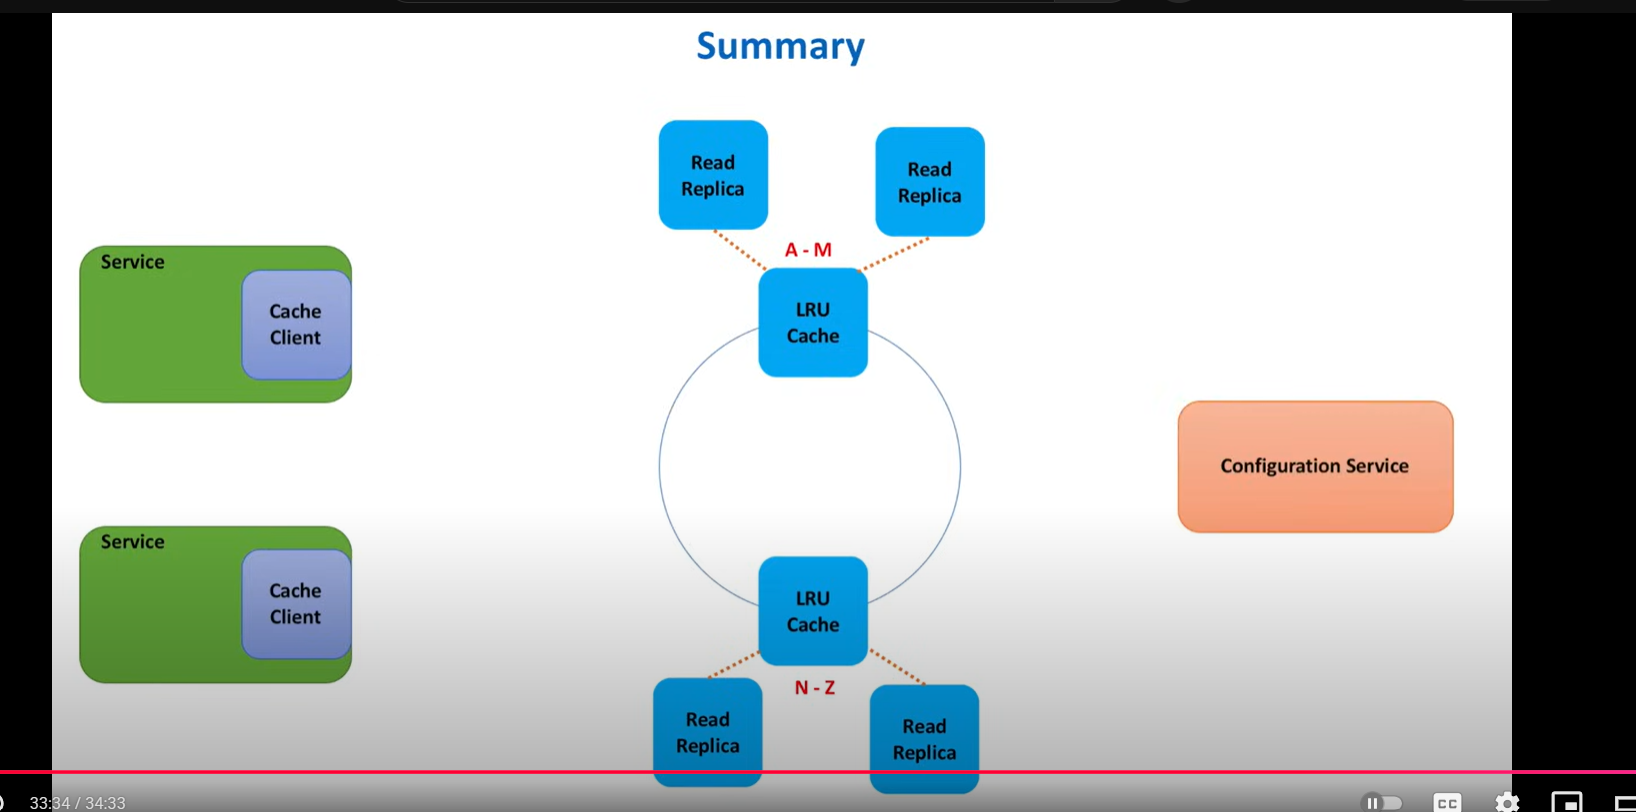 Summary
Read
Replica
Read
Replica
A - M
Service
Cache
Client
LRU
Cache
Configuration Service
Service
Cache
Client
LRU
Cache
N - Z
Read
Replica
Read
Replica
33:34 / 34:33
CC